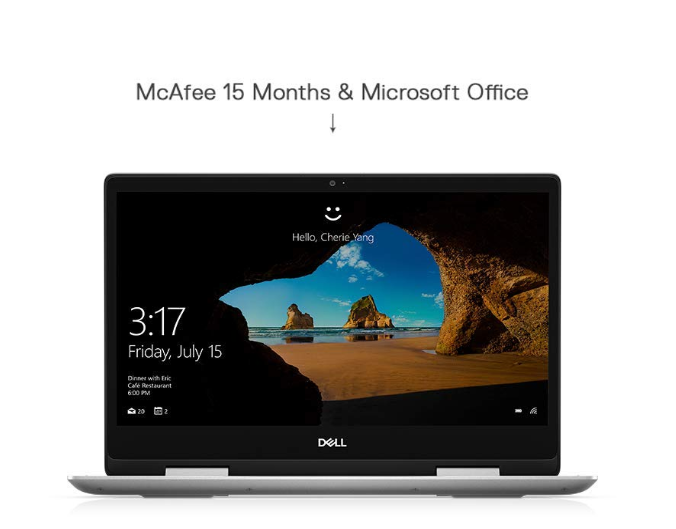 McAfee 15 Months & Microsoft Office
Hello, Cherie Yang
3:17
Friday, July 15
Dinner with Eric
Café Restaurant
6:00 PM
20
2
DELL